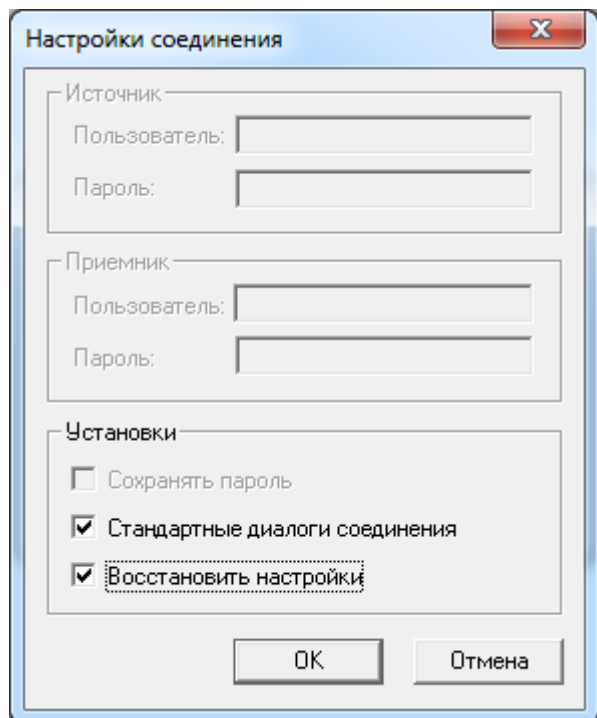 Настройки соединения
Источник
Пользователь:
Пароль:
Приемник
Пользователь:
Пароль:
Установки
Сохранять пароль
Стандартные диалоги соединения
Восстановить настройки
OK
Отмена